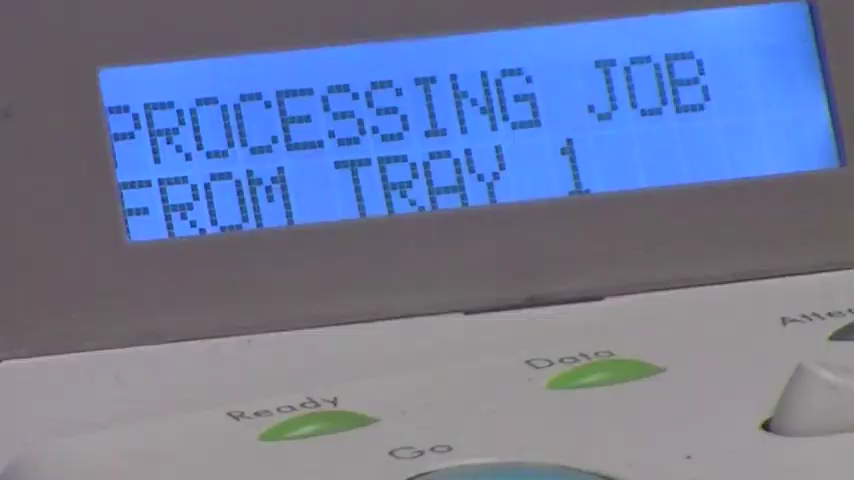 PROCESSING JOB
FROM TRAY 1
Data
Ready
Go